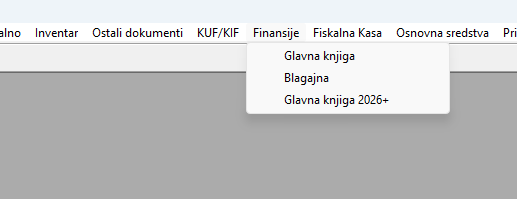 alno Inventar Ostali dokumenti KUF/KIF Finansije Fiskalna Kasa Osnovna sredstva Pri
Glavna knjiga
Blagajna
Glavna knjiga 2026+